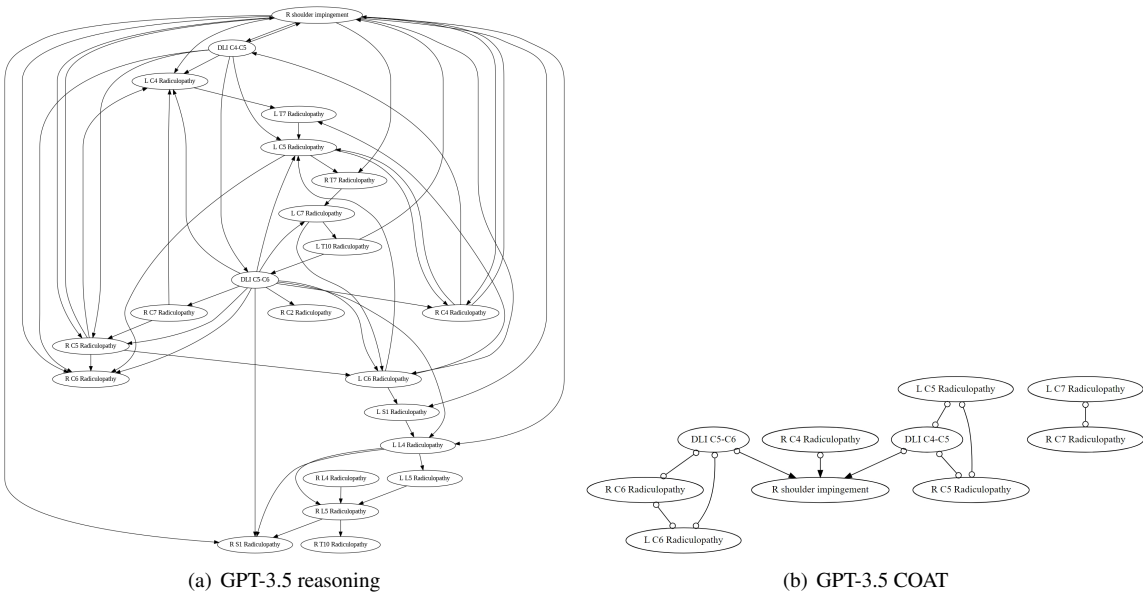 R shoulder impingement
DLI C4-C5
L C4 Radiculopathy
L T7 Radiculopathy
L C5 Radiculopathy
R T7 Radiculopathy
L C7 Radiculopathy
L T10 Radiculopathy
DLI C5-C6
R C7 Radiculopathy
R C2 Radiculopathy
R C4 Radiculopathy
R C5 Radiculopathy
R C6 Radiculopathy
L C6 Radiculopathy
L S1 Radiculopathy
L L4 Radiculopathy
R L4 Radiculopathy
L L5 Radiculopathy
R L5 Radiculopathy
R S1 Radiculopathy
R T10 Radiculopathy
(a) GPT-3.5 reasoning
L C5 Radiculopathy
L C7 Radiculopathy
DLI C5-C6
R C4 Radiculopathy
DLI C4-C5
R C7 Radiculopathy
R C6 Radiculopathy
R shoulder impingement
R C5 Radiculopathy
L C6 Radiculopathy
(b) GPT-3.5 COAT